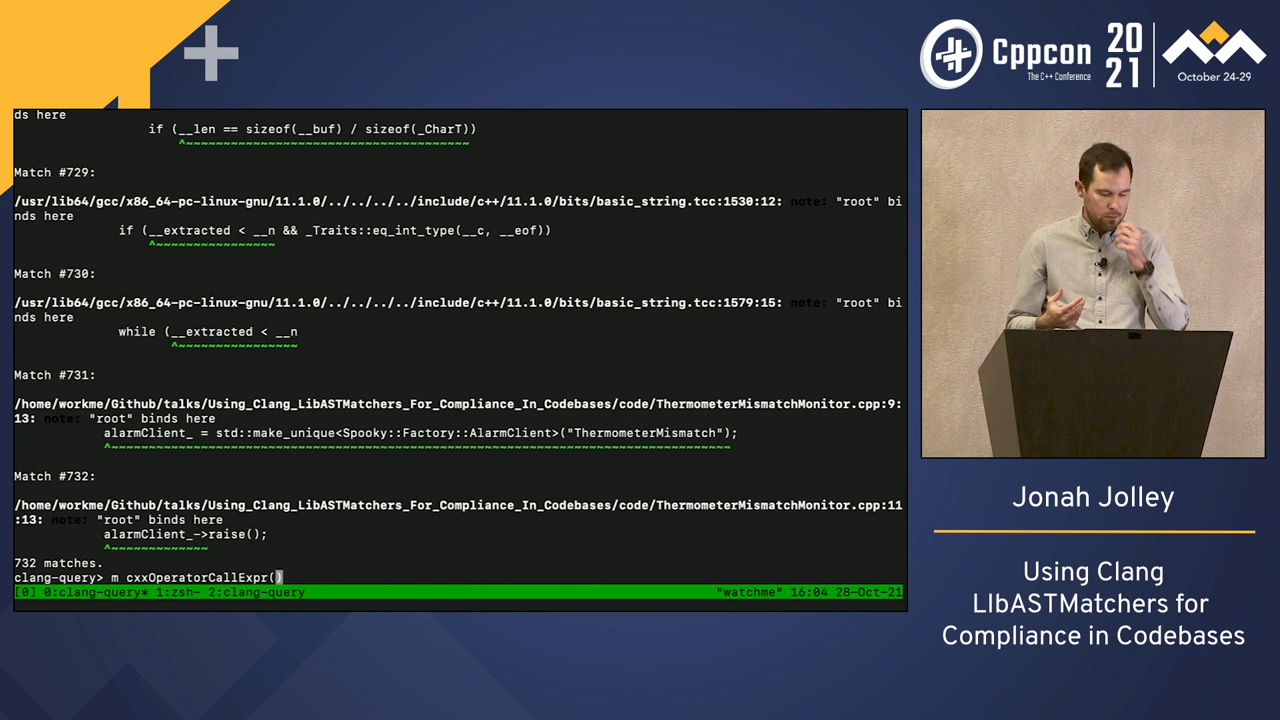 ds here
if (__len == sizeof(__buf) / sizeof(_CharT))
^~~~~~~~~~~~~~~~~~~~~~~~~~~~~~~~~~~~~~~
Match #729:
/usr/lib64/gcc/x86_64-pc-linux-gnu/11.1.0/../../../../include/c++/11.1.0/bits/basic_string.tcc:1530:12: note: "root" bi
nds here
if (__extracted < __n && _Traits::eq_int_type(__c, __eof))
^~~~~~~~~~~~~~~~~
Match #730:
/usr/lib64/gcc/x86_64-pc-linux-gnu/11.1.0/../../../../include/c++/11.1.0/bits/basic_string.tcc:1579:15: note: "root" bi
nds here
while (__extracted < __n
^~~~~~~~~~~~~~~~~
Match #731:
/home/workme/Github/talks/Using_Clang_LibASTMatchers_For_Compliance_In_Codebases/code/ThermometerMismatchMonitor.cpp:9:
13: note: "root" binds here
alarmClient_ = std::make_unique<Spooky::Factory::AlarmClient>("ThermometerMismatch");
^~~~~~~~~~~~~~~~~~~~~~~~~~~~~~~~~~~~~~~~~~~~~~~~~~~~~~~~~~~~~~~~~~~~~~~~~~~~~~~~~~~~
Match #732:
/home/workme/Github/talks/Using_Clang_LibASTMatchers_For_Compliance_In_Codebases/code/ThermometerMismatchMonitor.cpp:11
:13: note: "root" binds here
alarmClient_->raise();
^~~~~~~~~~~~~~
732 matches.
clang-query> m cxxOperatorCallExpr()
[0] 0:clang-query* 1:zsh- 2:clang-query "watchme" 16:04 28-Oct-21
Cppcon
The C++ Conference
20
21
October 24-29
Jonah Jolley
Using Clang
LIbASTMatchers for
Compliance in Codebases